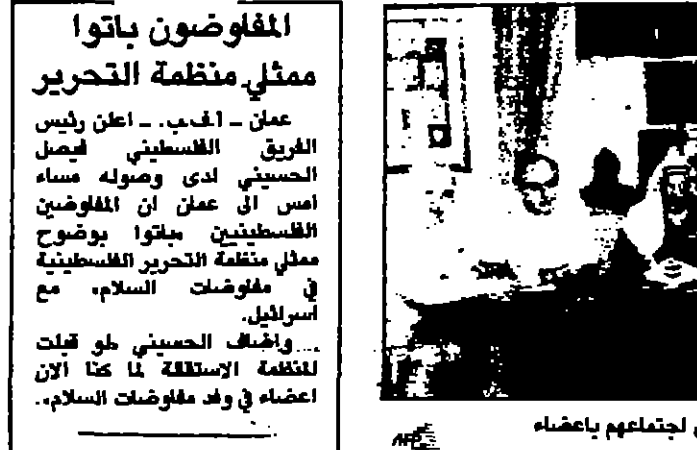 المفاوضون باتوا
ممثلي منظمة التحرير
عمان ـ أ.ف.ب. ـ اعلن رئيس
الفريق الفلسطيني فيصل
الحسيني لدى وصوله مساء
امس الى عمان ان المفاوضين
الفلسطينيين «باتوا بوضوح
ممثلي منظمة التحرير الفلسطينية
في مفاوضات السلام» مع
اسرائيل.
واضاف الحسيني «لو قبلت
المنظمة الاستقالة لما كنا الآن
اعضاء في وفد مفاوضات السلام».
لجتماعهم باعضاء
AFP